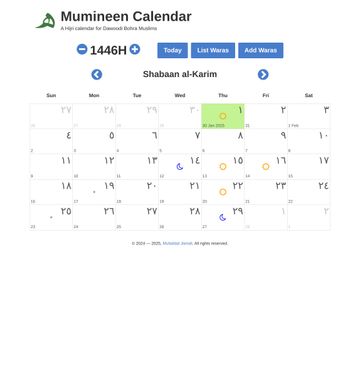 Mumineen Calendar
A Hijri calendar for Dawoodi Bohra Muslims
1446H Today List Waras Add Waras
Shabaan al-Karim
Sun Mon Tue Wed Thu Fri Sat
٢٧ ٢٨ ٢٩ ٣٠ ١ ٢ ٣
26 27 28 29 30 Jan 2025 31 1 Feb
٤ ٥ ٦ ٧ ٨ ٩ ١٠
2 3 4 5 6 7 8
١١ ١٢ ١٣ ١٤ ١٥ ١٦ ١٧
9 10 11 12 13 14 15
١٨ ١٩ ٢٠ ٢١ ٢٢ ٢٣ ٢٤
16 17 18 19 20 21 22
٢٥ ٢٦ ٢٧ ٢٨ ٢٩ ١ ٢
23 24 25 26 27 28 1
© 2024 — 2025, Mustafa Jamali. All rights reserved.